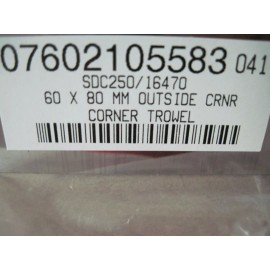 07602105583 041
SDC250/16470
60 X 80 MM OUTSIDE CRNR
CORNER TROWEL